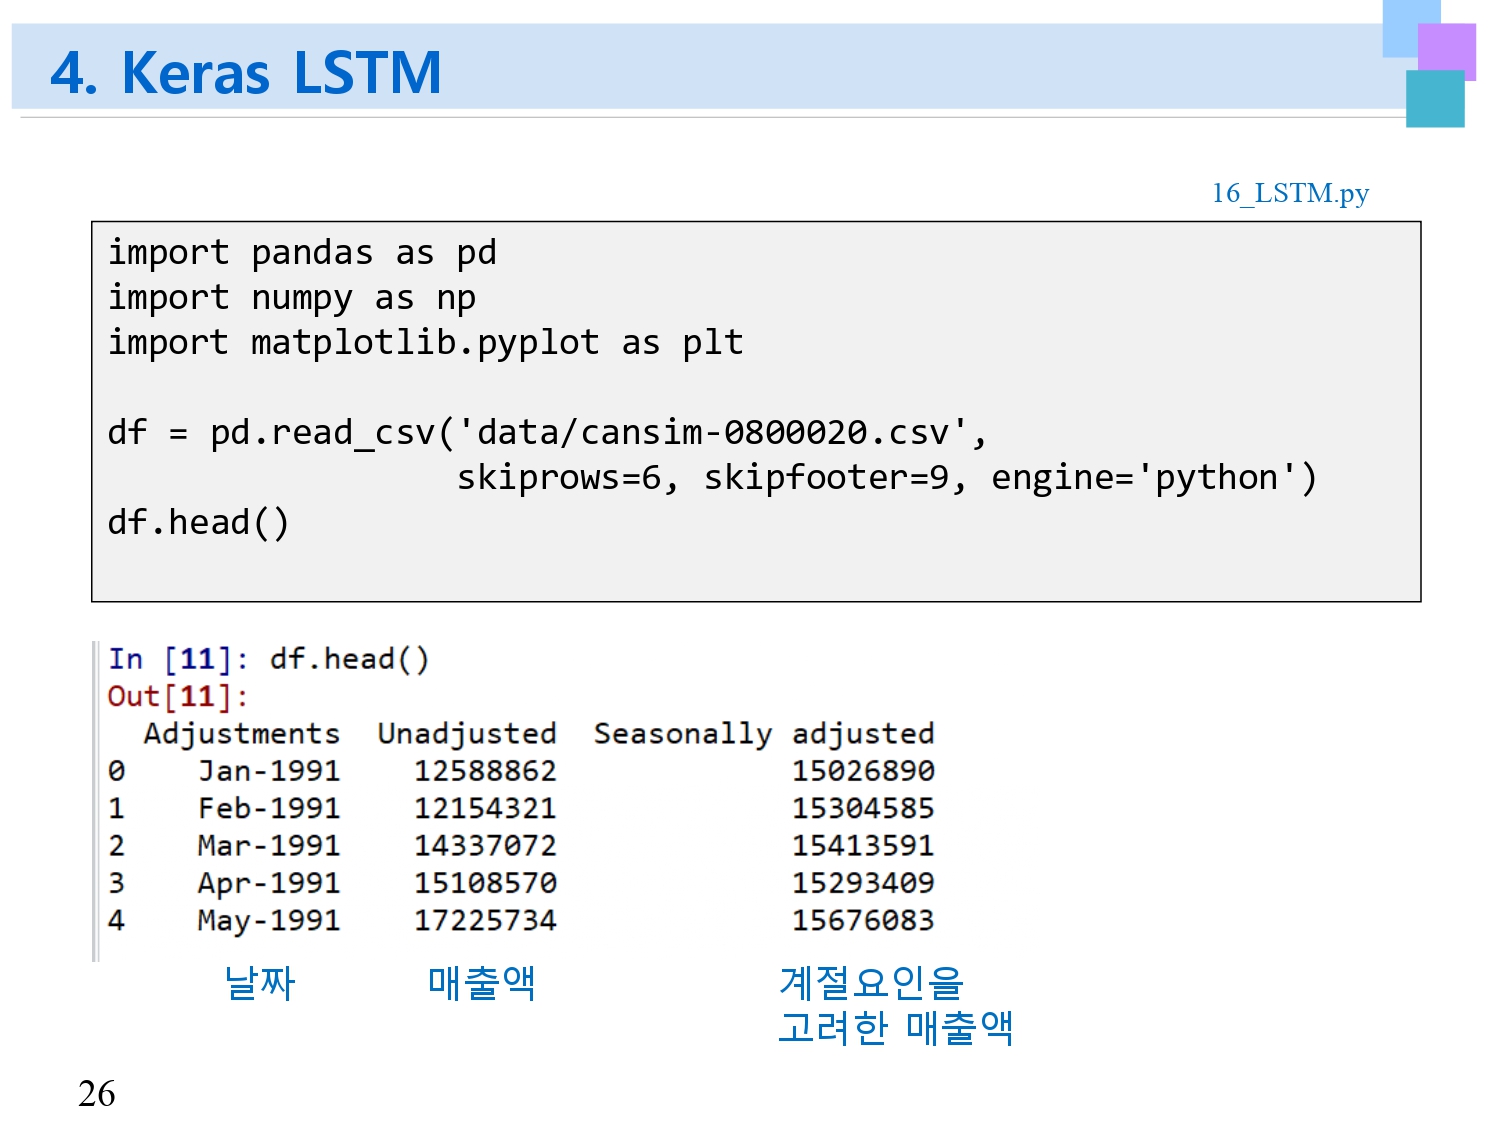 4. Keras LSTM
16_LSTM.py
import pandas as pd
import numpy as np
import matplotlib.pyplot as plt
df = pd.read_csv('data/cansim-0800020.csv',
skiprows=6, skipfooter=9, engine='python')
df.head()
In [11]: df.head()
Out[11]:
Adjustments Unadjusted Seasonally adjusted
0 Jan-1991 12588862 15026890
1 Feb-1991 12154321 15304585
2 Mar-1991 14337072 15413591
3 Apr-1991 15108570 15293409
4 May-1991 17225734 15676083
날짜 매출액 계절요인을
고려한 매출액
26